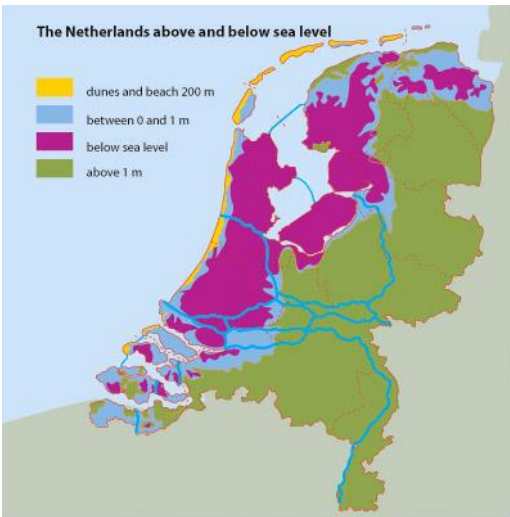 The Netherlands above and below sea level
dunes and beach 200 m
between 0 and 1 m
below sea level
above 1 m